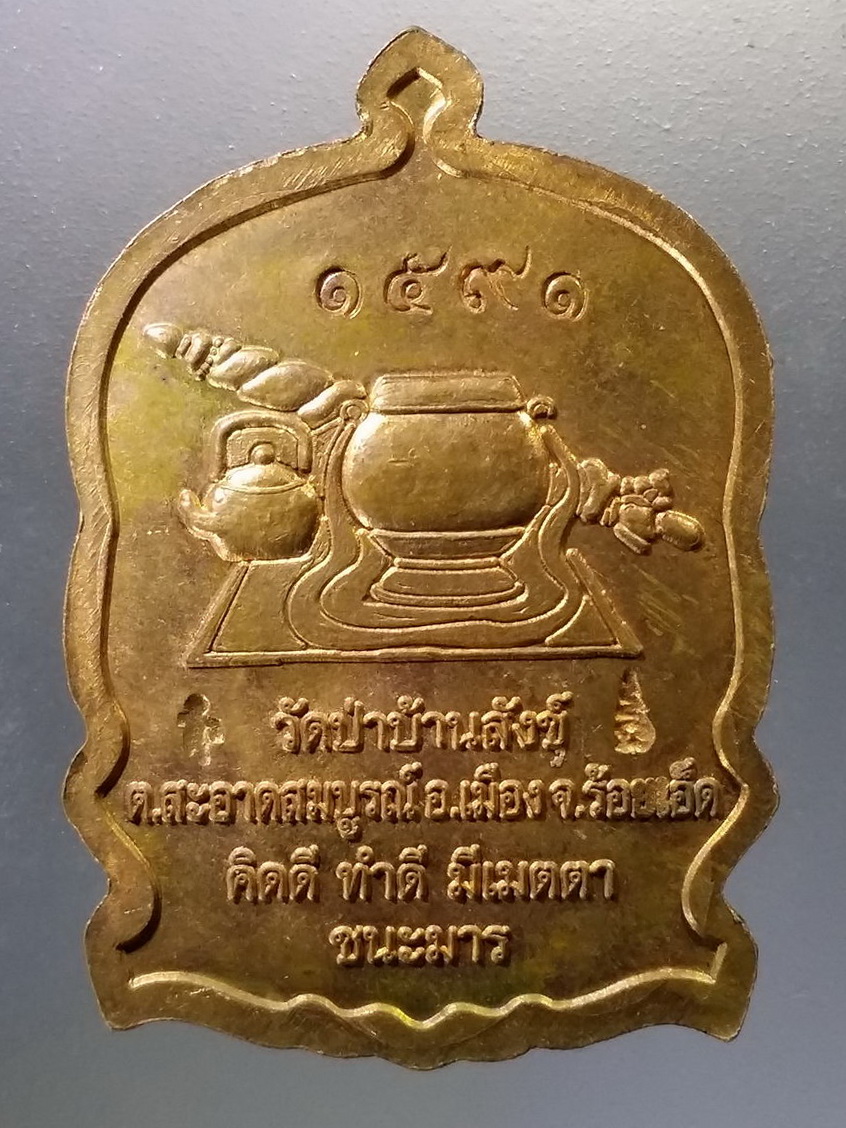 ๑๕๙๑
วัดป่าบ้านสังข์
ต.สะอาดสมบูรณ์ อ.เมือง จ.ร้อยเอ็ด
คิดดี ทำดี มีเมตตา
ชนะมาร